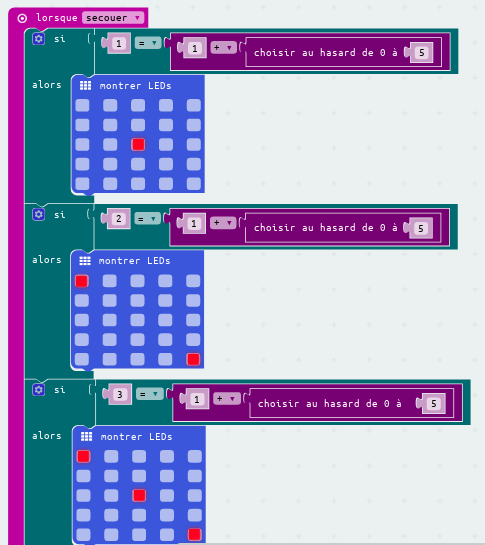 lorsque secouer ▾
si 1 = ▾ 1 + ▾ choisir au hasard de 0 à 5
alors montrer LEDs
si 2 = ▾ 1 + ▾ choisir au hasard de 0 à 5
alors montrer LEDs
si 3 = ▾ 1 + ▾ choisir au hasard de 0 à 5
alors montrer LEDs